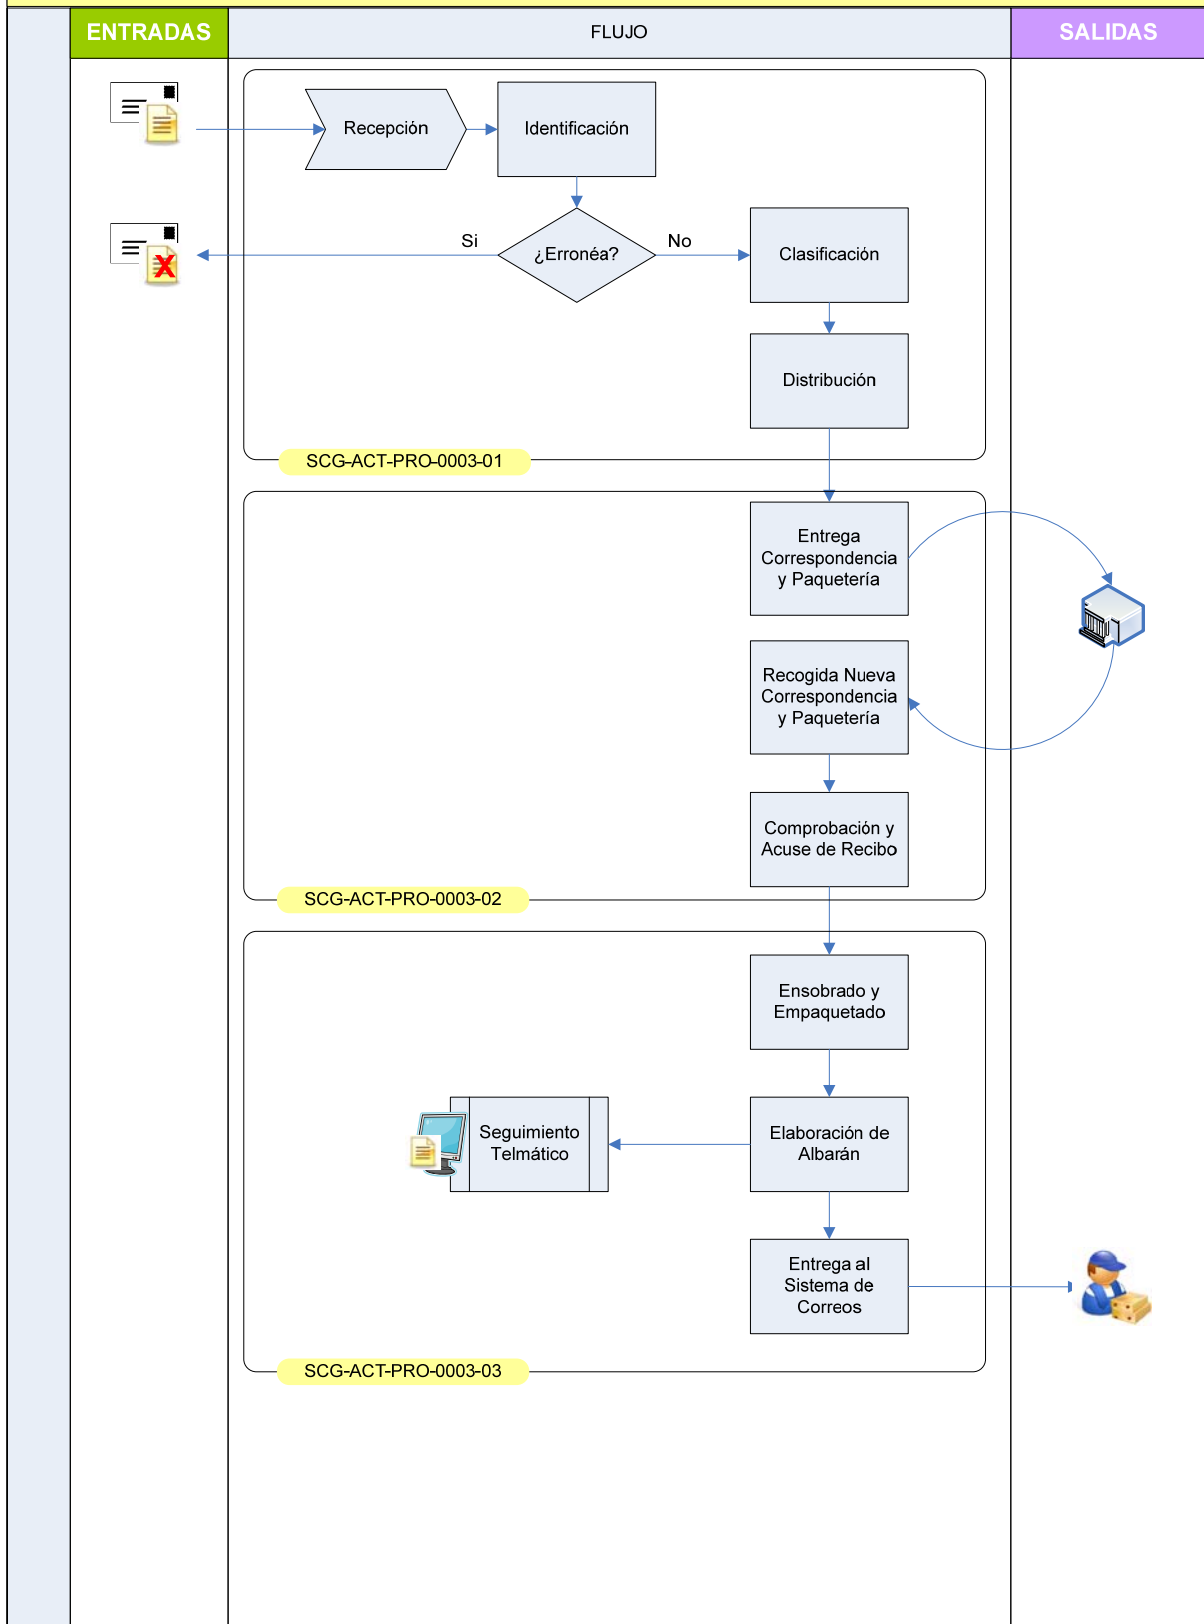 ENTRADAS
FLUJO
SALIDAS
Recepción
Identificación
Si
¿Erronéa?
No
Clasificación
Distribución
SCG-ACT-PRO-0003-01
Entrega
Correspondencia
y Paquetería
Recogida Nueva
Correspondencia
y Paquetería
Comprobación y
Acuse de Recibo
SCG-ACT-PRO-0003-02
Ensobrado y
Empaquetado
Seguimiento
Telmático
Elaboración de
Albarán
Entrega al
Sistema de
Correos
SCG-ACT-PRO-0003-03